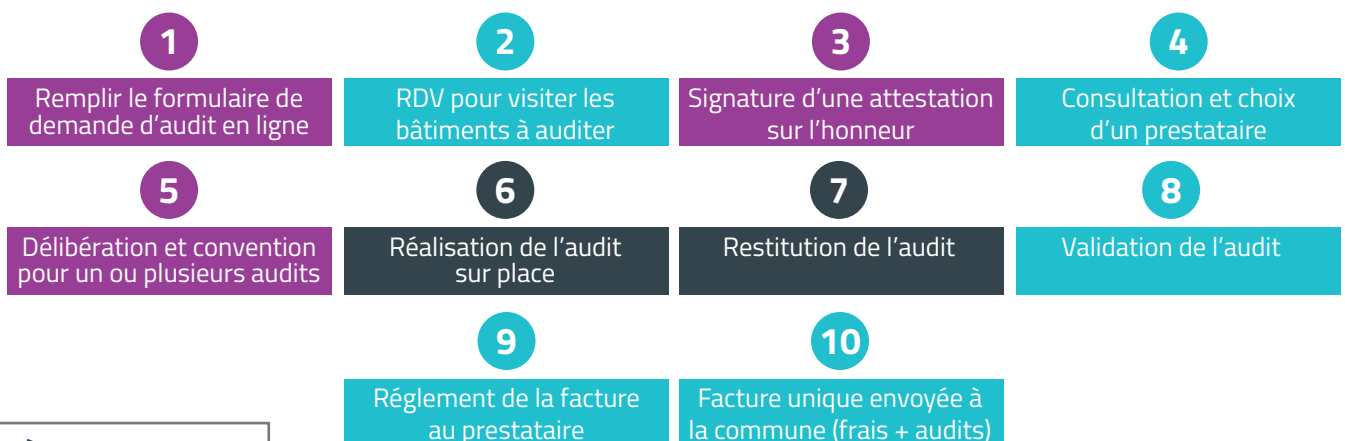 1
Remplir le formulaire de
demande d'audit en ligne
2
RDV pour visiter les
bâtiments à auditer
3
Signature d'une attestation
sur l'honneur
4
Consultation et choix
d'un prestataire
5
Délibération et convention
pour un ou plusieurs audits
6
Réalisation de l'audit
sur place
7
Restitution de l'audit
8
Validation de l'audit
9
Réglement de la facture
au prestataire
10
Facture unique envoyée à
la commune (frais + audits)